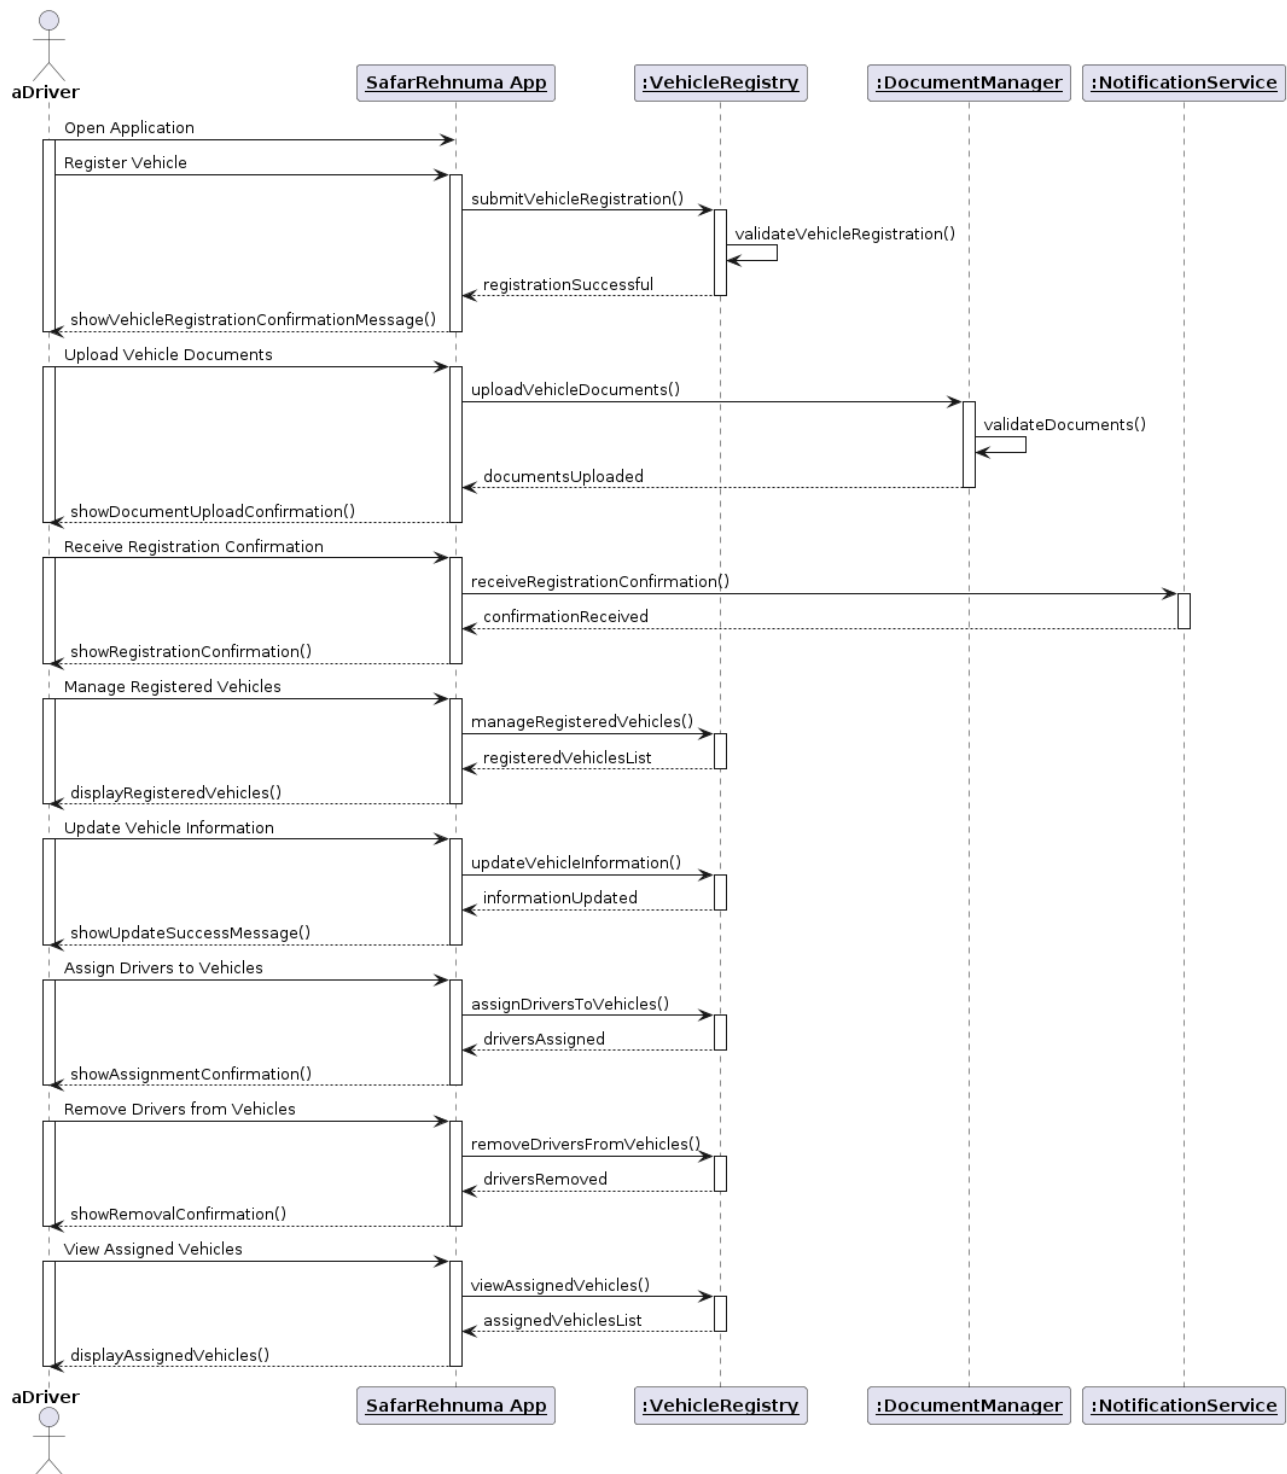 aDriver
SafarRehnuma App
:VehicleRegistry
:DocumentManager
:NotificationService
Open Application
Register Vehicle
submitVehicleRegistration()
validateVehicleRegistration()
registrationSuccessful
showVehicleRegistrationConfirmationMessage()
Upload Vehicle Documents
uploadVehicleDocuments()
validateDocuments()
documentsUploaded
showDocumentUploadConfirmation()
Receive Registration Confirmation
receiveRegistrationConfirmation()
confirmationReceived
showRegistrationConfirmation()
Manage Registered Vehicles
manageRegisteredVehicles()
registeredVehiclesList
displayRegisteredVehicles()
Update Vehicle Information
updateVehicleInformation()
informationUpdated
showUpdateSuccessMessage()
Assign Drivers to Vehicles
assignDriversToVehicles()
driversAssigned
showAssignmentConfirmation()
Remove Drivers from Vehicles
removeDriversFromVehicles()
driversRemoved
showRemovalConfirmation()
View Assigned Vehicles
viewAssignedVehicles()
assignedVehiclesList
displayAssignedVehicles()
aDriver
SafarRehnuma App
:VehicleRegistry
:DocumentManager
:NotificationService